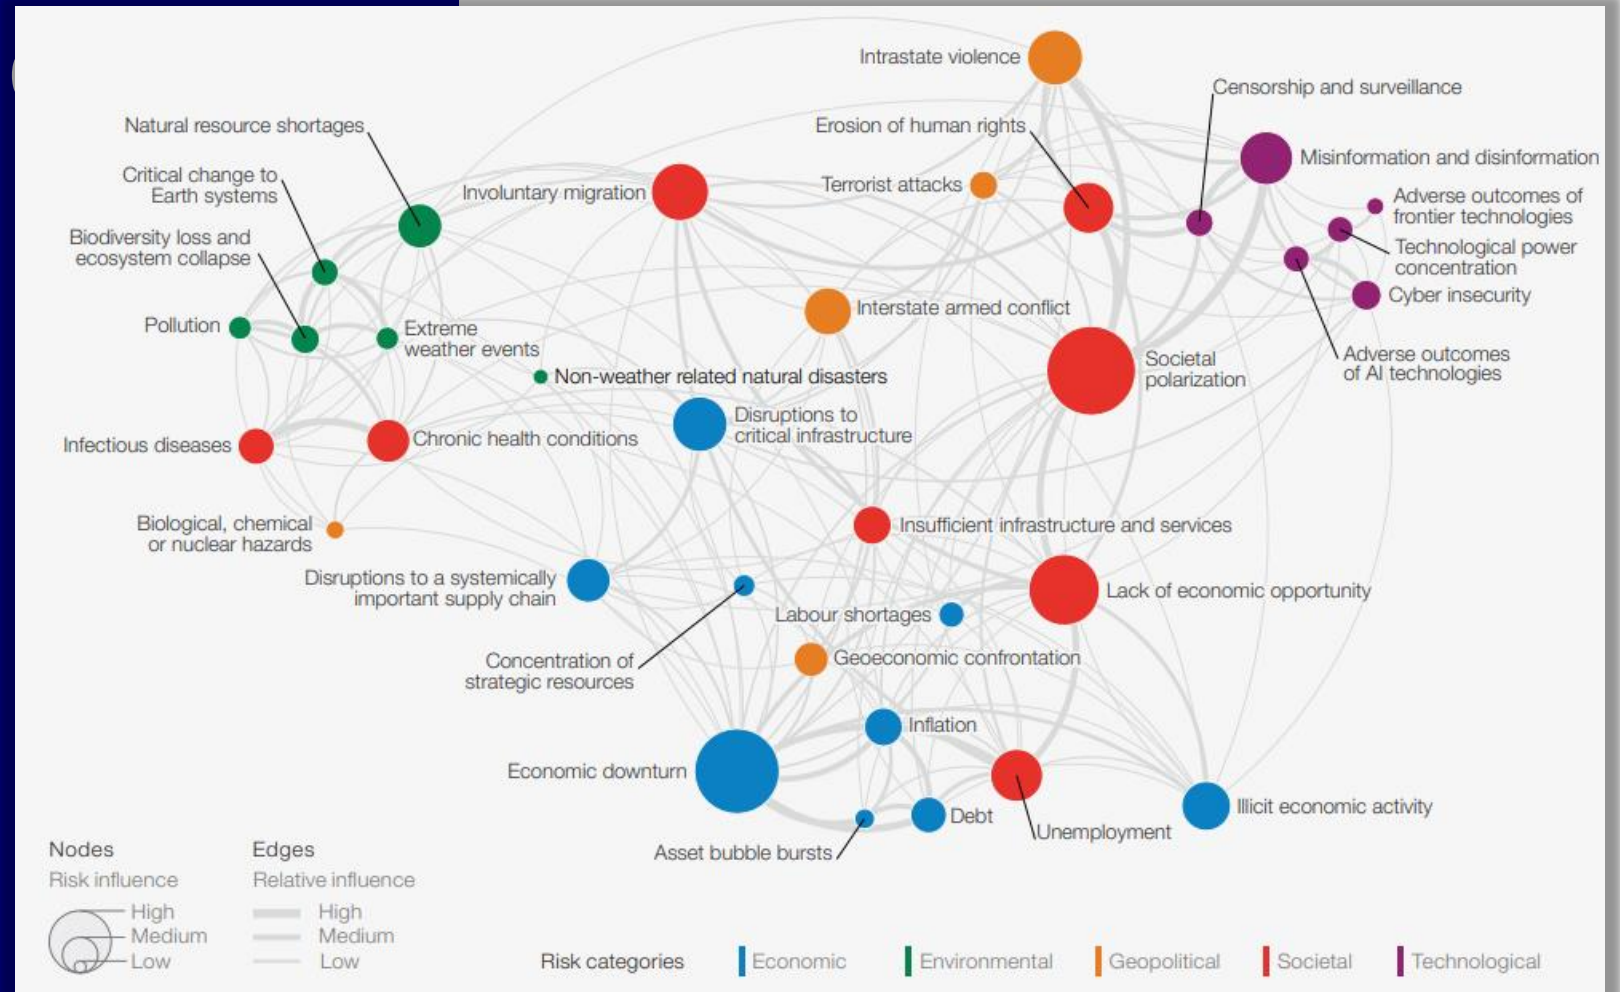 Intrastate violence
Censorship and surveillance
Natural resource shortages
Erosion of human rights
Misinformation and disinformation
Critical change to
Earth systems
Involuntary migration
Terrorist attacks
Adverse outcomes of
frontier technologies
Biodiversity loss and
ecosystem collapse
Technological power
concentration
Cyber insecurity
Interstate armed conflict
Pollution
Extreme
weather events
Societal
polarization
Adverse outcomes
of AI technologies
Non-weather related natural disasters
Disruptions to
critical infrastructure
Infectious diseases
Chronic health conditions
Biological, chemical
or nuclear hazards
Insufficient infrastructure and services
Disruptions to a systemically
important supply chain
Lack of economic opportunity
Labour shortages
Concentration of
strategic resources
Geoeconomic confrontation
Inflation
Economic downturn
Debt
Illicit economic activity
Unemployment
Asset bubble bursts
Nodes
Risk influence
High
Medium
Low
Edges
Relative influence
High
Medium
Low
Risk categories
Economic
Environmental
Geopolitical
Societal
Technological